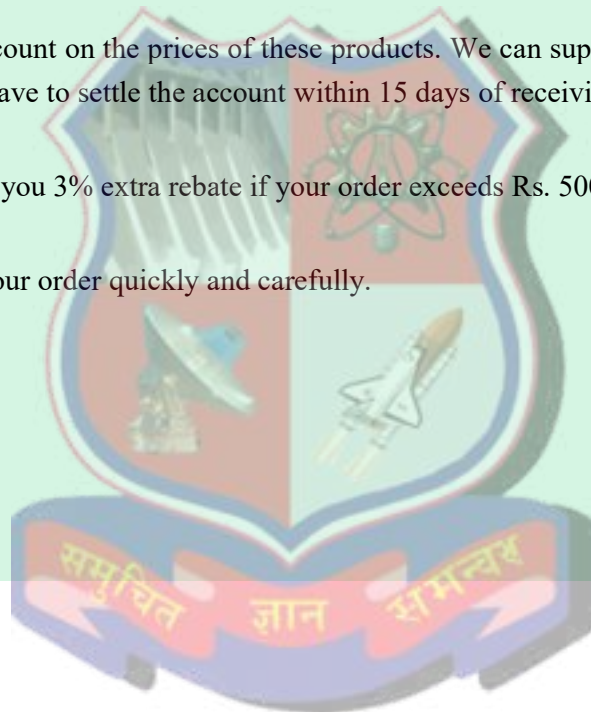 count on the prices of these products. We can sup
ave to settle the account within 15 days of receivi
you 3% extra rebate if your order exceeds Rs. 500
our order quickly and carefully.
समुचित ज्ञान समन्वय